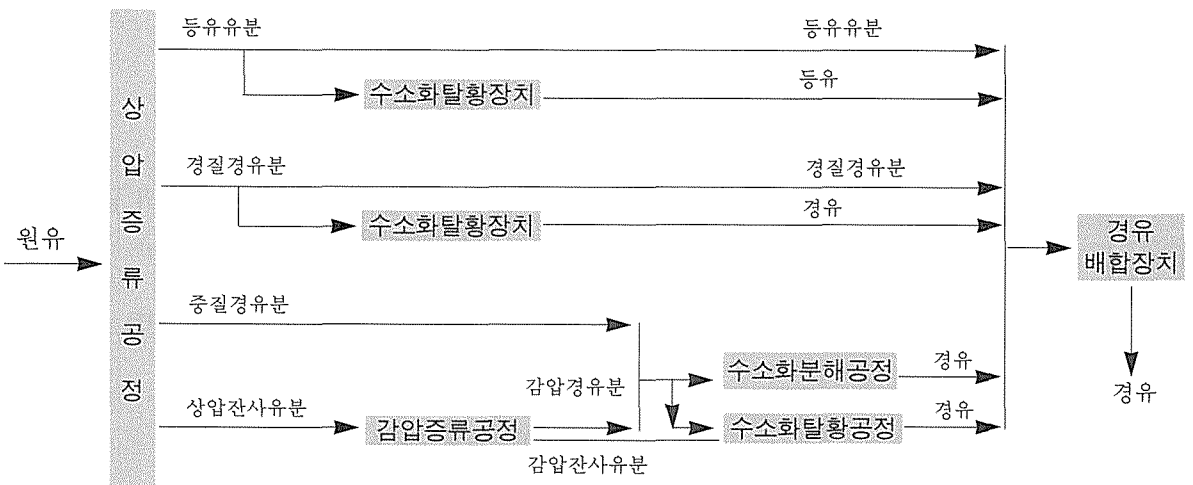 등유유분
등유유분
등유
수소화탈황장치
상압증류공정
경질경유분
경질경유분
경유
수소화탈황장치
원유
경유
배합장치
중질경유분
수소화분해공정
경유
감압경유분
경유
상압잔사유분
감압증류공정
수소화탈황공정
경유
감압잔사유분